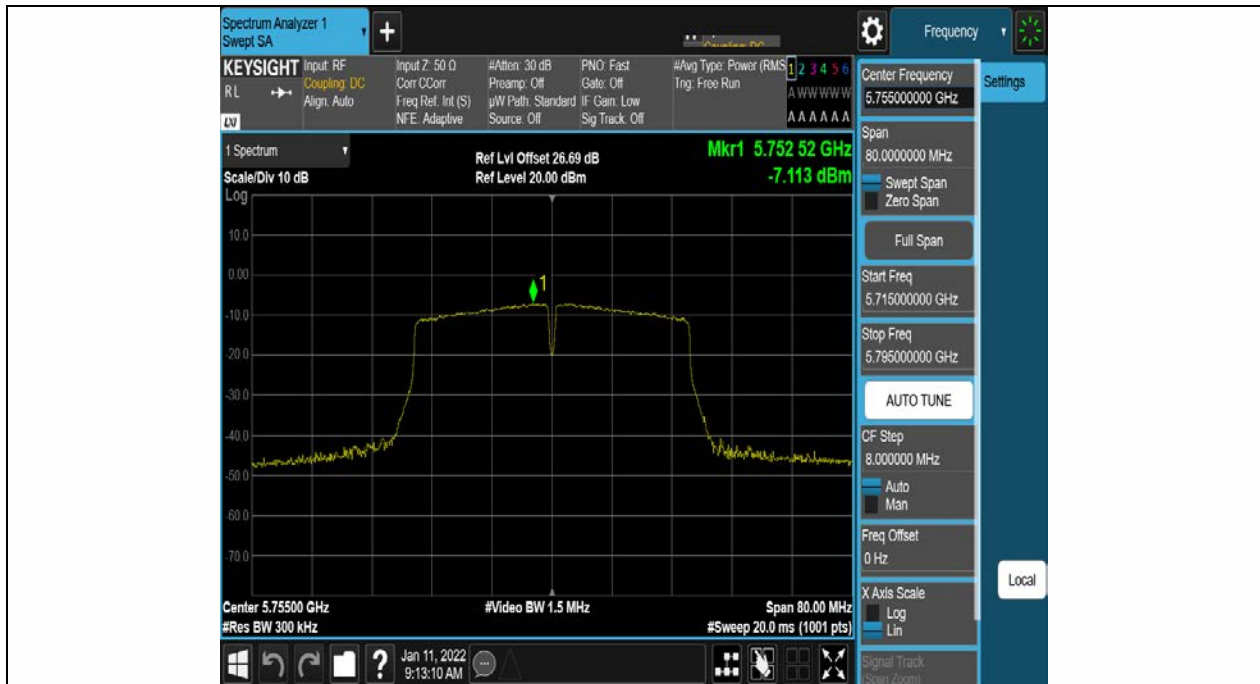 Spectrum Analyzer 1
Swept SA
+
Frequency
KEYSIGHT
RL
LXI
Input: RF
Coupling: DC
Align: Auto
Input Z: 50 Ω
Corr CCorr
Freq Ref: Int (S)
NFE: Adaptive
#Atten: 30 dB
Preamp: Off
µW Path: Standard
Source: Off
PNO: Fast
Gate: Off
IF Gain: Low
Sig Track: Off
#Avg Type: Power (RMS
Trig: Free Run
1 2 3 4 5 6
A W W W W W
A A A A A A
1 Spectrum
Scale/Div 10 dB
Log
Ref Lvl Offset 26.69 dB
Ref Level 20.00 dBm
Mkr1 5.752 52 GHz
-7.113 dBm
10.0
0.00
-10.0
-20.0
-30.0
-40.0
-50.0
-60.0
-70.0
1
Center 5.75500 GHz
#Res BW 300 kHz
#Video BW 1.5 MHz
Span 80.00 MHz
#Sweep 20.0 ms (1001 pts)
Center Frequency
5.755000000 GHz
Settings
Span
80.0000000 MHz
Swept Span
Zero Span
Full Span
Start Freq
5.715000000 GHz
Stop Freq
5.795000000 GHz
AUTO TUNE
CF Step
8.000000 MHz
Auto
Man
Freq Offset
0 Hz
X Axis Scale
Log
Lin
Local
Signal Track
(Span Zoom)
?
Jan 11, 2022
9:13:10 AM